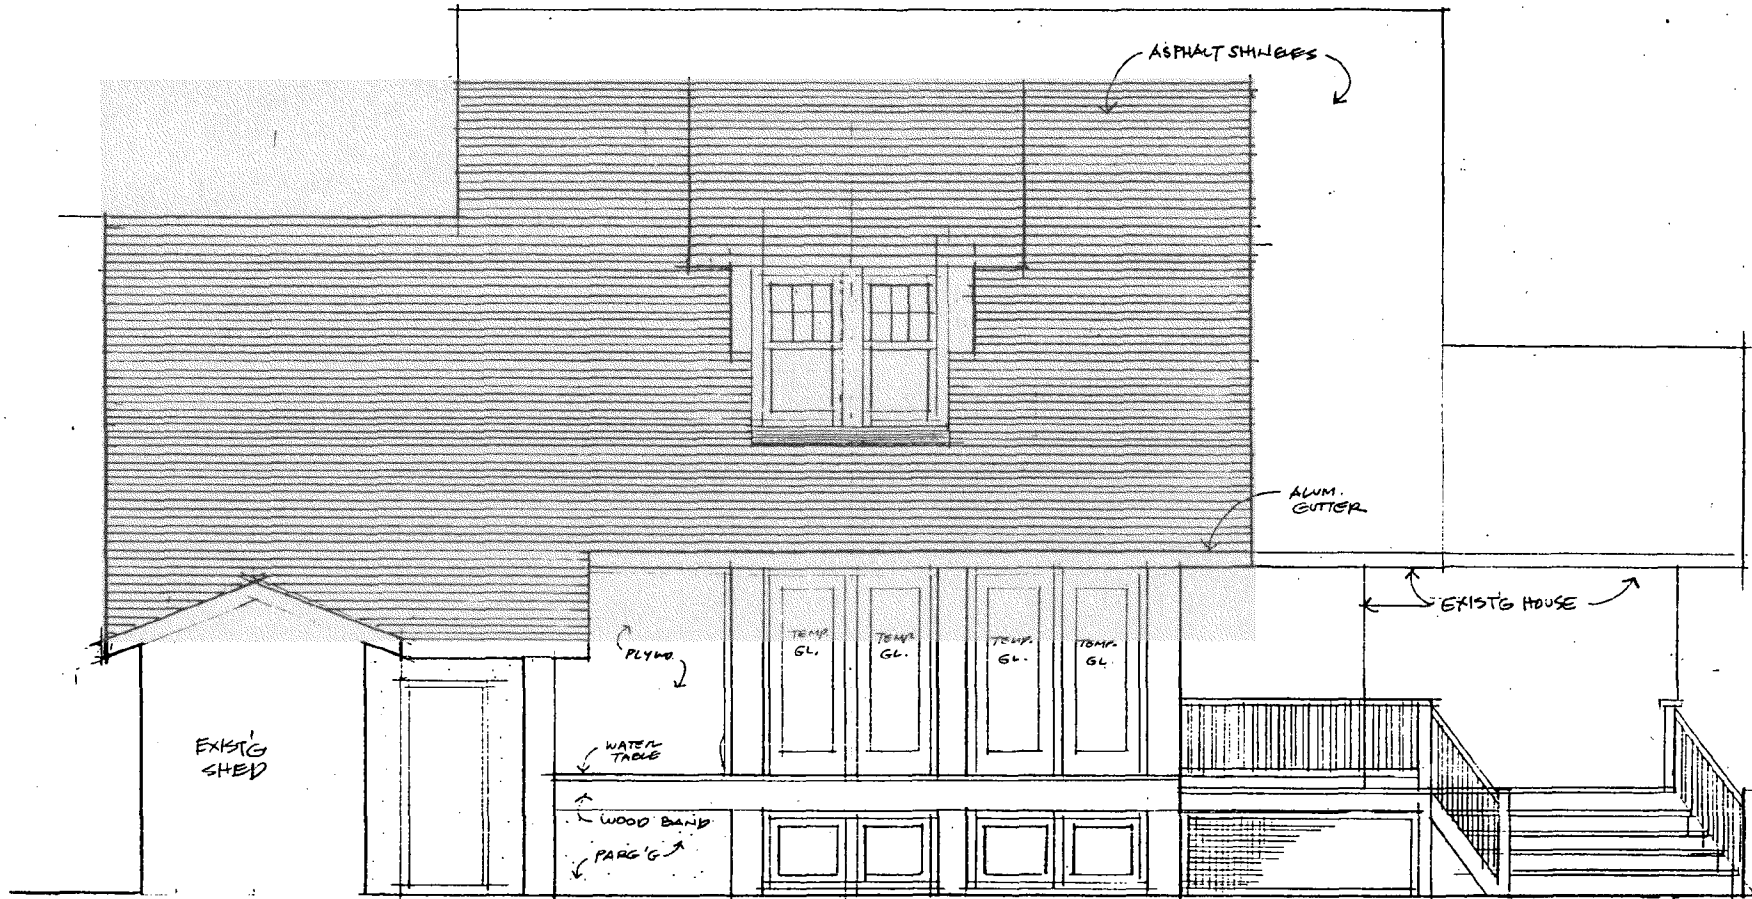 ASPHALT SHINGLES
ALUM.
GUTTER
EXIST'G HOUSE
TEMP.
GL.
TEMP.
GL.
TEMP.
GL.
TEMP.
GL.
PLYWD.
EXIST'G
SHED
WATER
TABLE
WOOD BAND
PARG'G